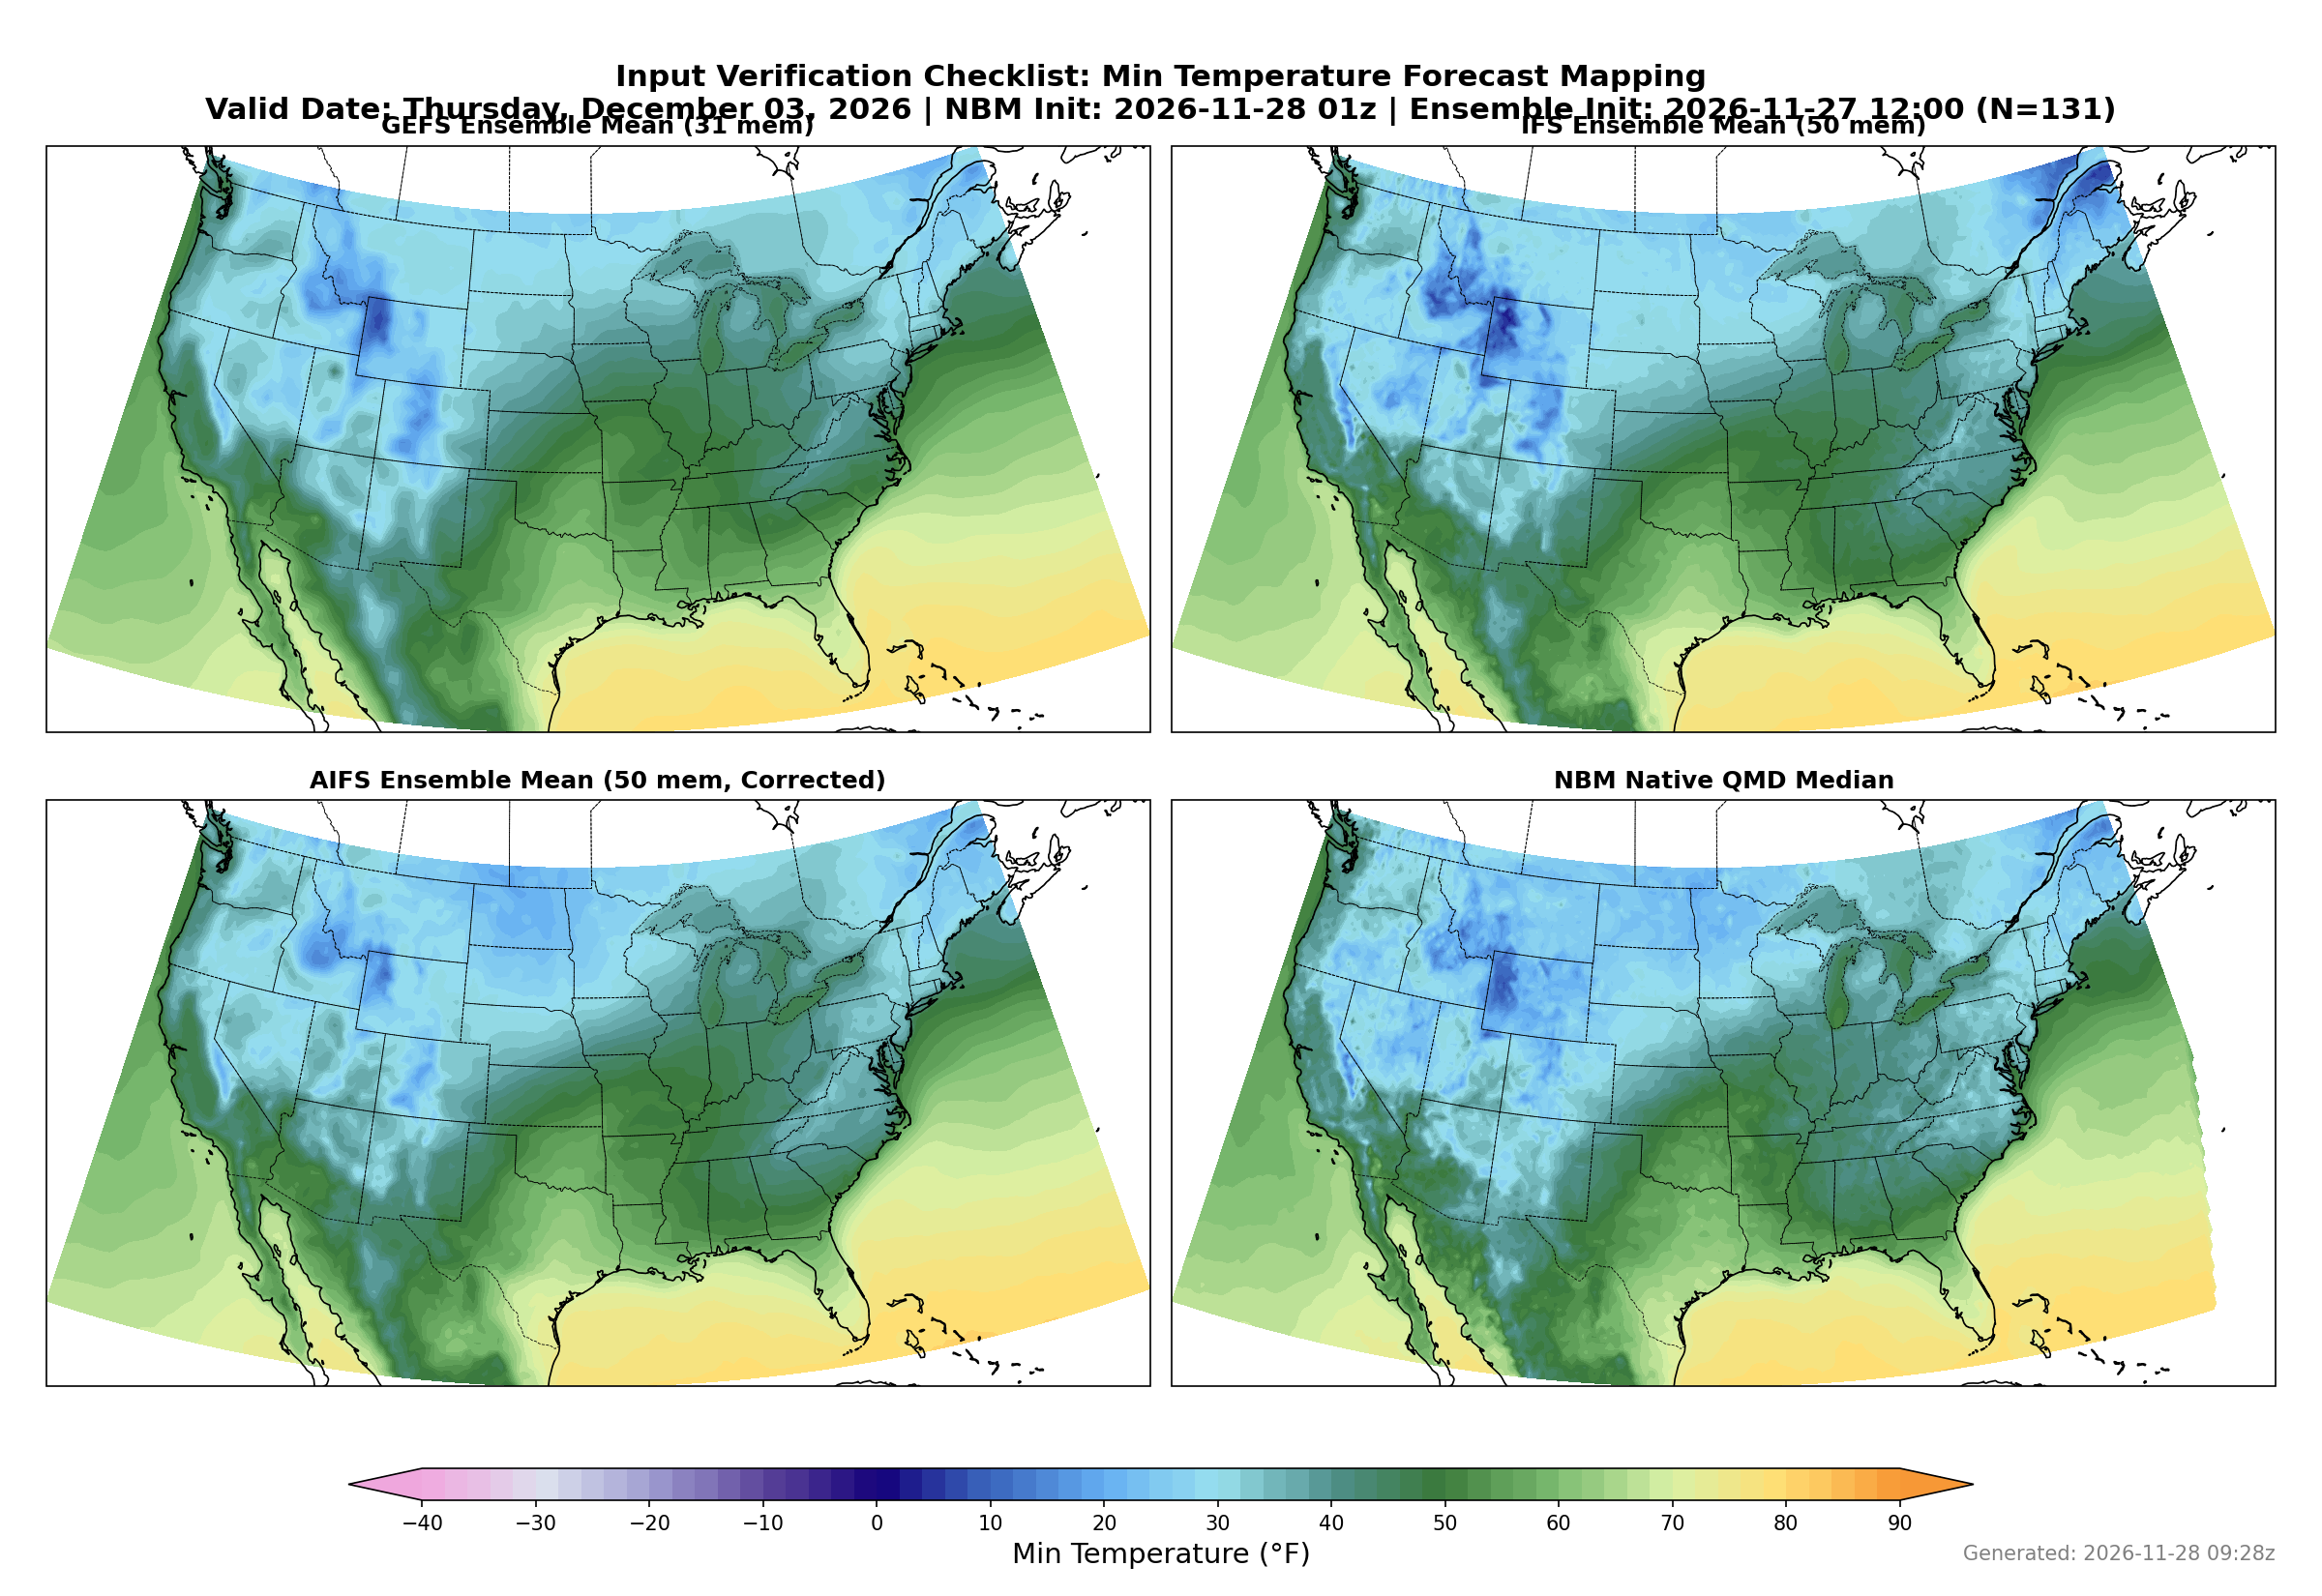 Input Verification Checklist: Min Temperature Forecast Mapping
Valid Date: Thursday, December 03, 2026 | NBM Init: 2026-11-28 01z | Ensemble Init: 2026-11-27 12:00 (N=131)
GEFS Ensemble Mean (31 mem)
IFS Ensemble Mean (50 mem)
AIFS Ensemble Mean (50 mem, Corrected)
NBM Native QMD Median
−40 −30 −20 −10 0 10 20 30 40 50 60 70 80 90
Min Temperature (°F)
Generated: 2026-11-28 09:28z